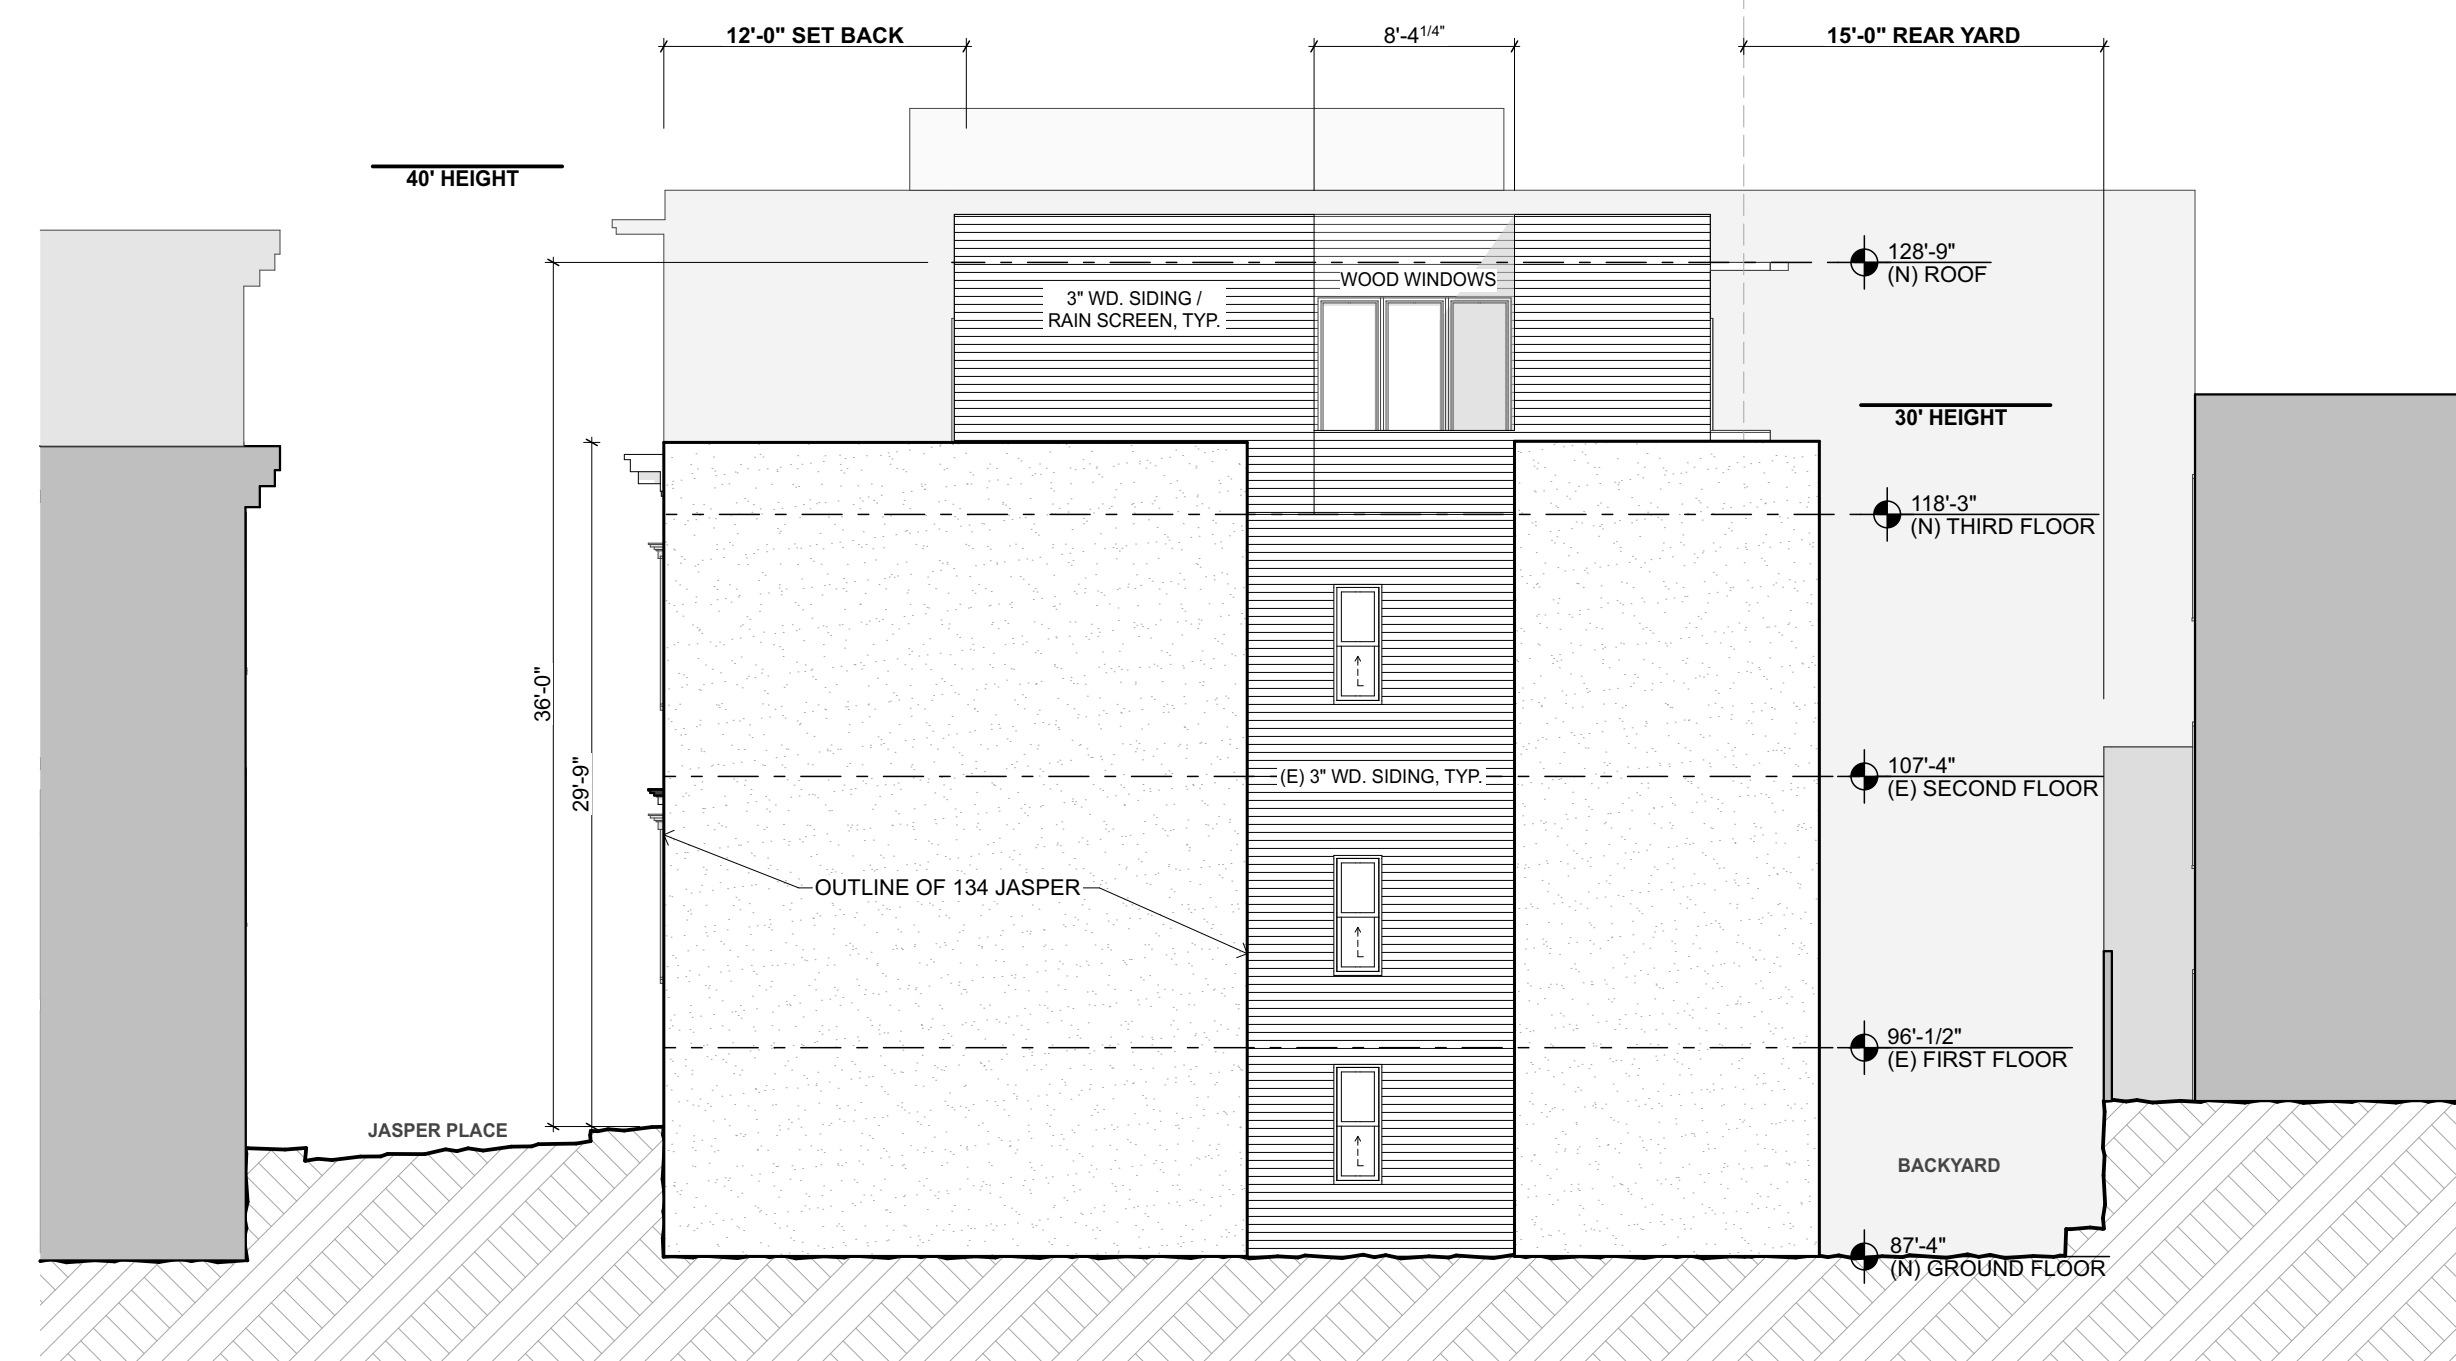 12'-0" SET BACK
8'-4 1/4"
15'-0" REAR YARD
40' HEIGHT
128'-9"
(N) ROOF
WOOD WINDOWS
3" WD. SIDING /
RAIN SCREEN, TYP.
30' HEIGHT
118'-3"
(N) THIRD FLOOR
36'-0"
29'-9"
(E) 3" WD. SIDING, TYP.
107'-4"
(E) SECOND FLOOR
OUTLINE OF 134 JASPER
96'-1/2"
(E) FIRST FLOOR
JASPER PLACE
BACKYARD
87'-4"
(N) GROUND FLOOR